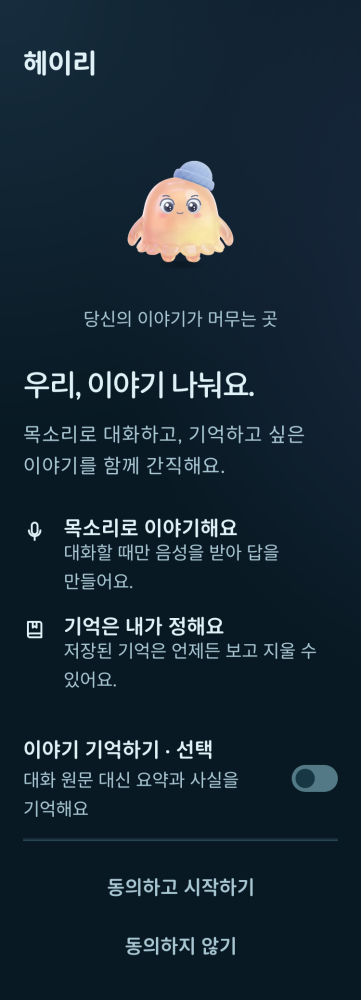 헤이리
당신의 이야기가 머무는 곳
우리, 이야기 나눠요.
목소리로 대화하고, 기억하고 싶은
이야기를 함께 간직해요.
목소리로 이야기해요
대화할 때만 음성을 받아 답을
만들어요.
기억은 내가 정해요
저장된 기억은 언제든 보고 지울 수
있어요.
이야기 기억하기 · 선택
대화 원문 대신 요약과 사실을
기억해요
동의하고 시작하기
동의하지 않기